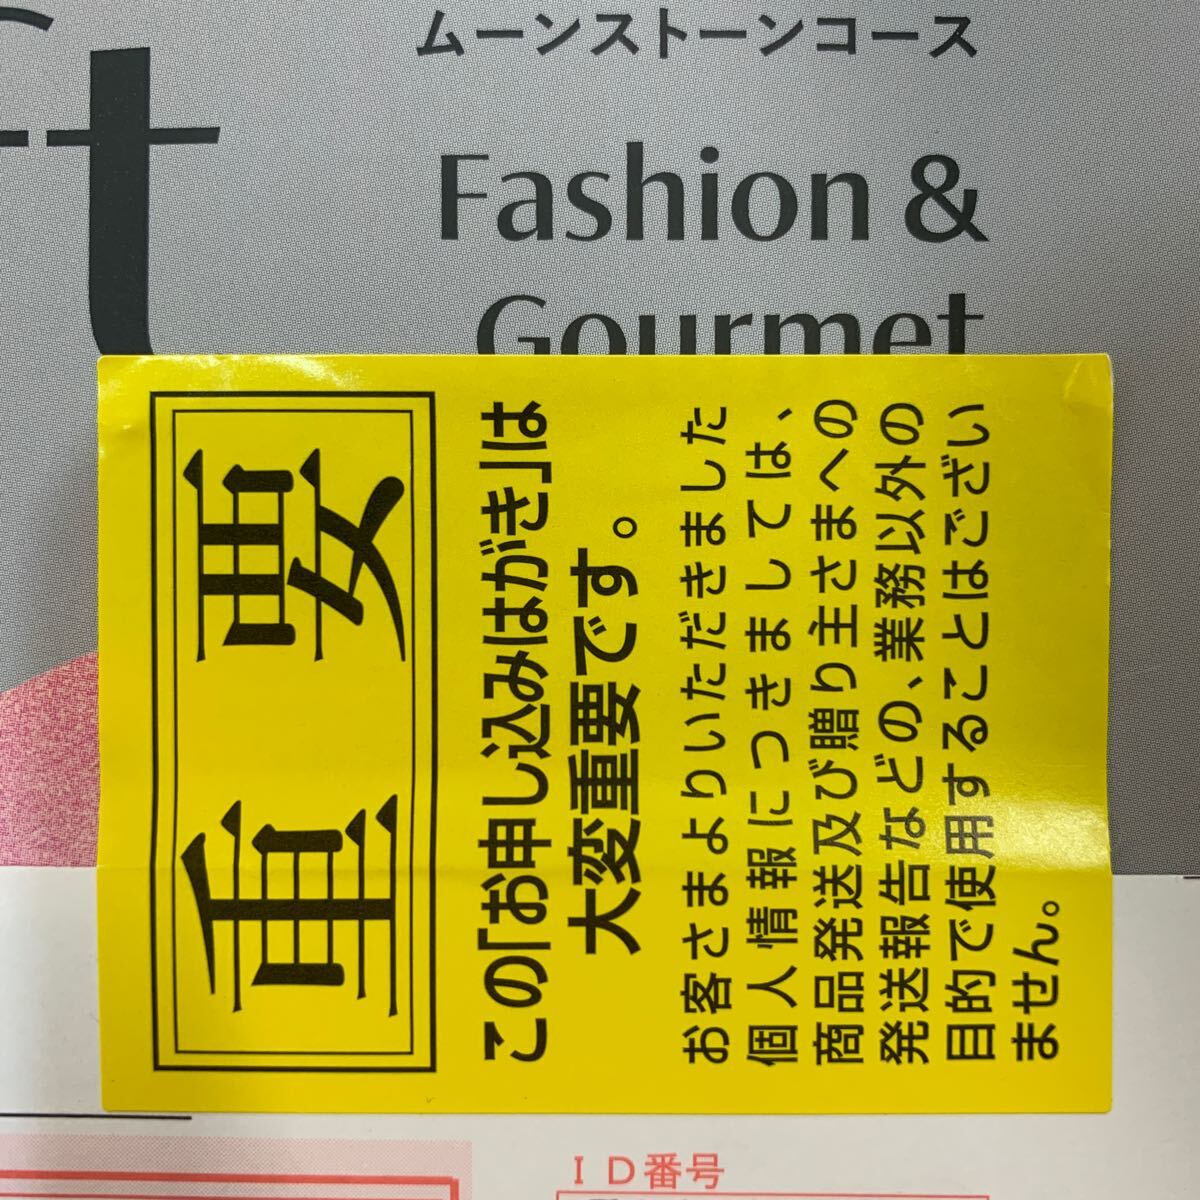 ムーンストーンコース
Fashion &
Gourmet
重要
この「お申し込みはがき」は
大変重要です。
お客さまよりいただきました
個人情報につきましては、
商品発送及び贈り主さまへの
発送報告などの、業務以外の
目的で使用することはござい
ません。
ID番号